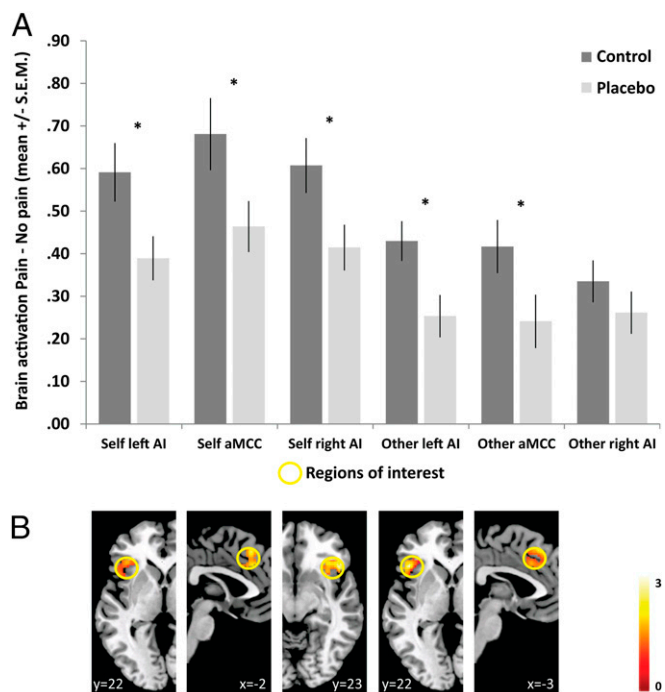 A
Brain activation Pain - No pain (mean +/- S.E.M.)
.90
.80
.70
.60
.50
.40
.30
.20
.10
.00
Control
Placebo
*
*
*
*
*
Self left AI
Self aMCC
Self right AI
Other left AI
Other aMCC
Other right AI
Regions of interest
B
y=22
x=-2
y=23
y=22
x=-3
3
0